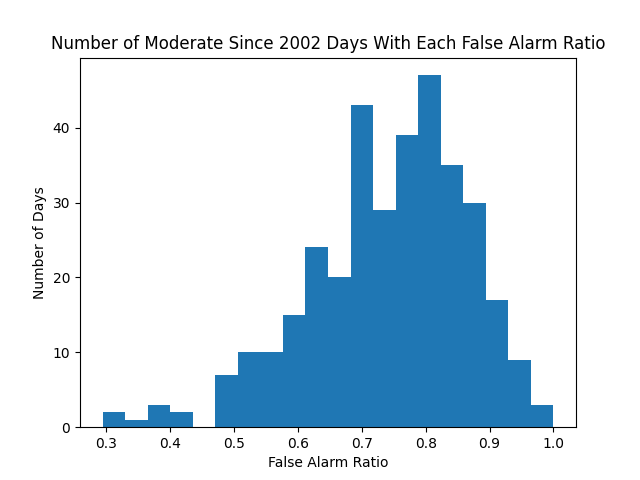 Number of Moderate Since 2002 Days With Each False Alarm Ratio
40
30
20
10
0
Number of Days
0.3 0.4 0.5 0.6 0.7 0.8 0.9 1.0
False Alarm Ratio